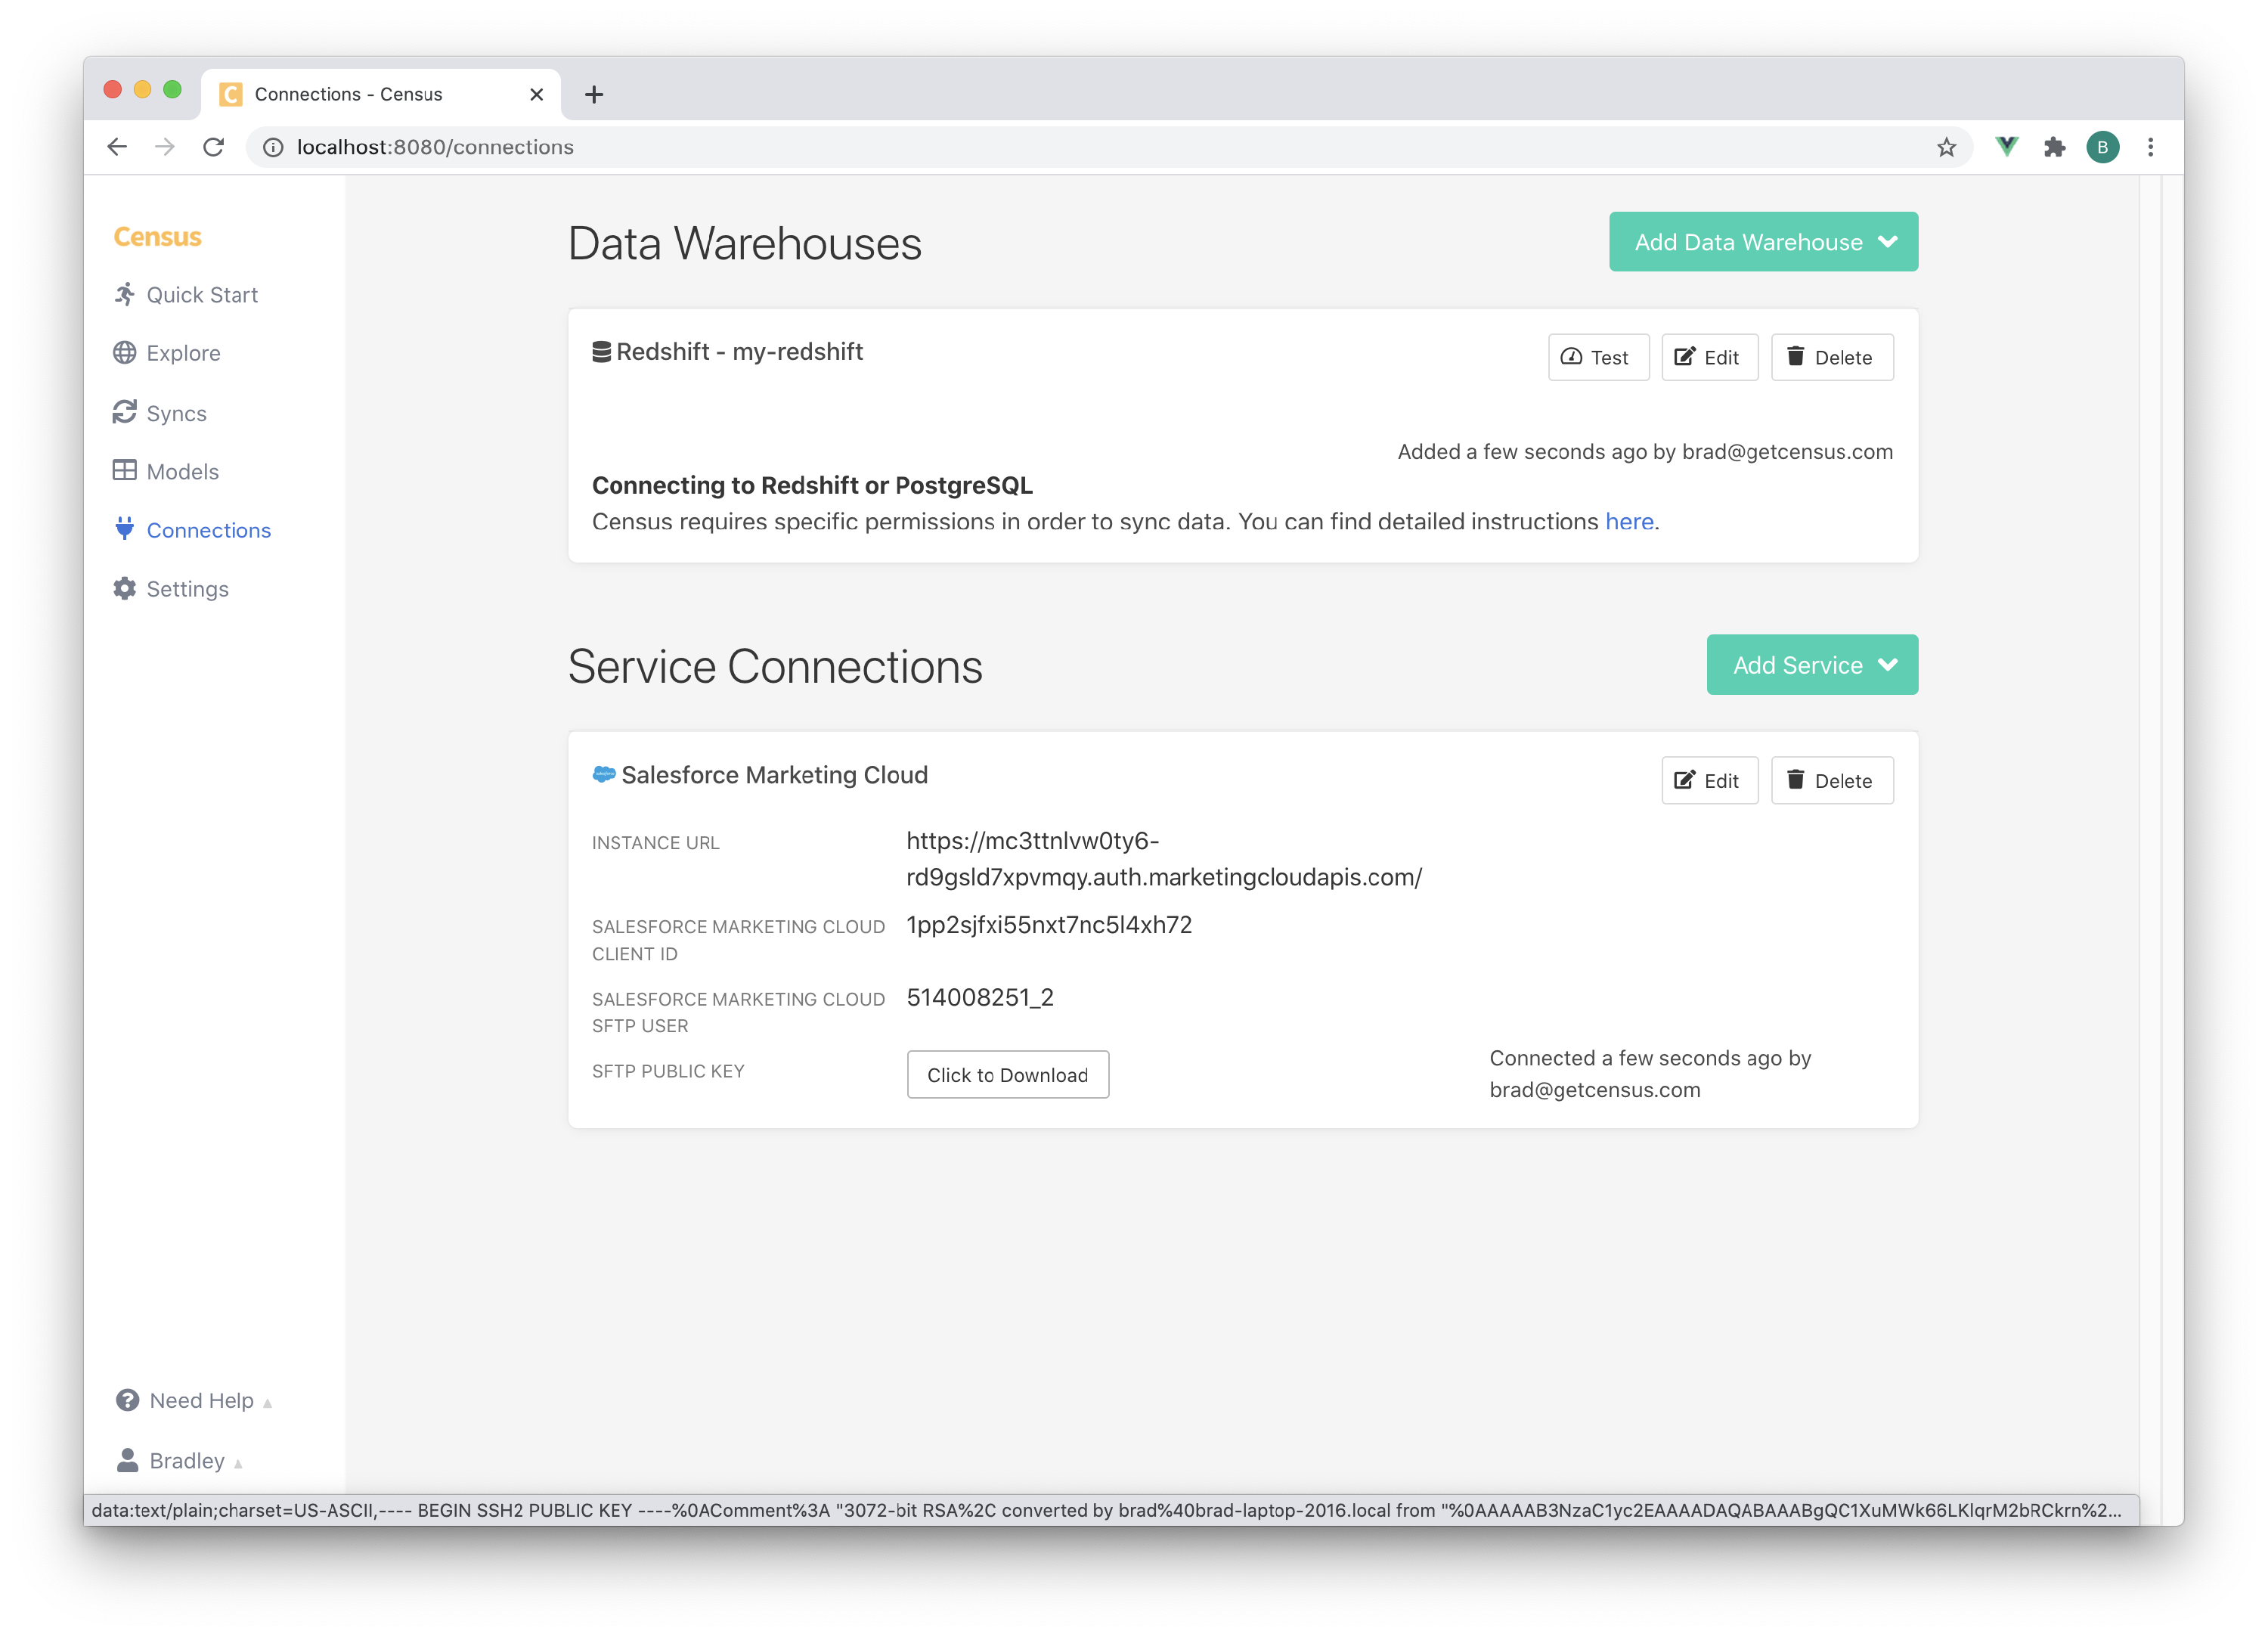 Connections - Census
localhost:8080/connections
B
Census
Quick Start
Explore
Syncs
Models
Connections
Settings
Data Warehouses
Add Data Warehouse
Redshift - my-redshift
Test
Edit
Delete
Added a few seconds ago by brad@getcensus.com
Connecting to Redshift or PostgreSQL
Census requires specific permissions in order to sync data. You can find detailed instructions here.
Service Connections
Add Service
Salesforce Marketing Cloud
Edit
Delete
INSTANCE URL
https://mc3ttnlvw0ty6-
rd9gsld7xpvmqy.auth.marketingcloudapis.com/
SALESFORCE MARKETING CLOUD
CLIENT ID
1pp2sjfxi55nxt7nc5l4xh72
SALESFORCE MARKETING CLOUD
SFTP USER
514008251_2
SFTP PUBLIC KEY
Click to Download
Connected a few seconds ago by
brad@getcensus.com
Need Help
Bradley
data:text/plain;charset=US-ASCII,---- BEGIN SSH2 PUBLIC KEY ----%0AComment%3A "3072-bit RSA%2C converted by brad%40brad-laptop-2016.local from "%0AAAAAB3NzaC1yc2EAAAADAQABAAABgQC1XuMWk66LKlqrM2bRCkrn%2...